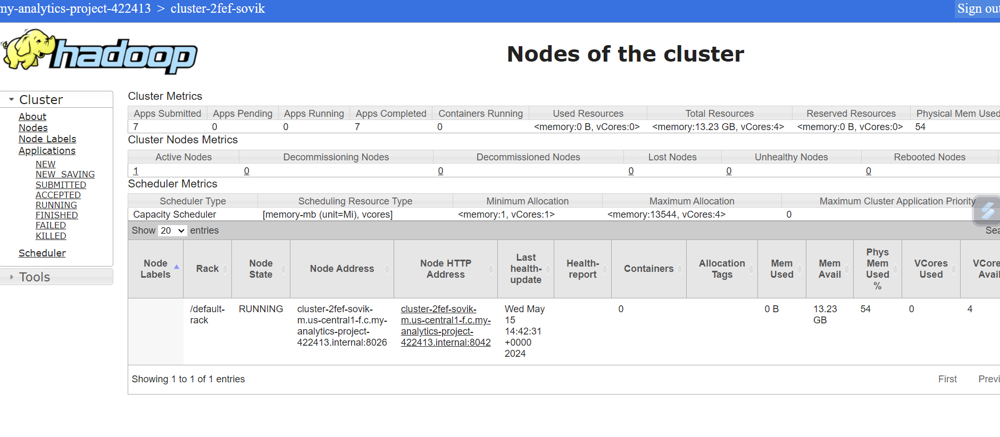 my-analytics-project-422413 > cluster-2fef-sovik
Sign out
hadoop
Nodes of the cluster
Cluster
About
Nodes
Node Labels
Applications
NEW
NEW_SAVING
SUBMITTED
ACCEPTED
RUNNING
FINISHED
FAILED
KILLED
Scheduler
Tools
Cluster Metrics
Apps Submitted Apps Pending Apps Running Apps Completed Containers Running Used Resources Total Resources Reserved Resources Physical Mem Used
7 0 0 7 0 <memory:0 B, vCores:0> <memory:13.23 GB, vCores:4> <memory:0 B, vCores:0> 54
Cluster Nodes Metrics
Active Nodes Decommissioning Nodes Decommissioned Nodes Lost Nodes Unhealthy Nodes Rebooted Nodes
1 0 0 0 0 0
Scheduler Metrics
Scheduler Type Scheduling Resource Type Minimum Allocation Maximum Allocation Maximum Cluster Application Priority
Capacity Scheduler [memory-mb (unit=Mi), vcores] <memory:1, vCores:1> <memory:13544, vCores:4> 0
Show 20 entries
Sea
Node
Labels
Rack
Node
State
Node Address
Node HTTP
Address
Last
health-
update
Health-
report
Containers
Allocation
Tags
Mem
Used
Mem
Avail
Phys
Mem
Used
%
VCores
Used
VCore
Avail
/default-
rack
RUNNING
cluster-2fef-sovik-
m.us-central1-f.c.my-
analytics-project-
422413.internal:8026
cluster-2fef-sovik-
m.us-central1-f.c.my-
analytics-project-
422413.internal:8042
Wed May
15
14:42:31
+0000
2024
0
0 B
13.23
GB
54
0
4
Showing 1 to 1 of 1 entries
First Previ